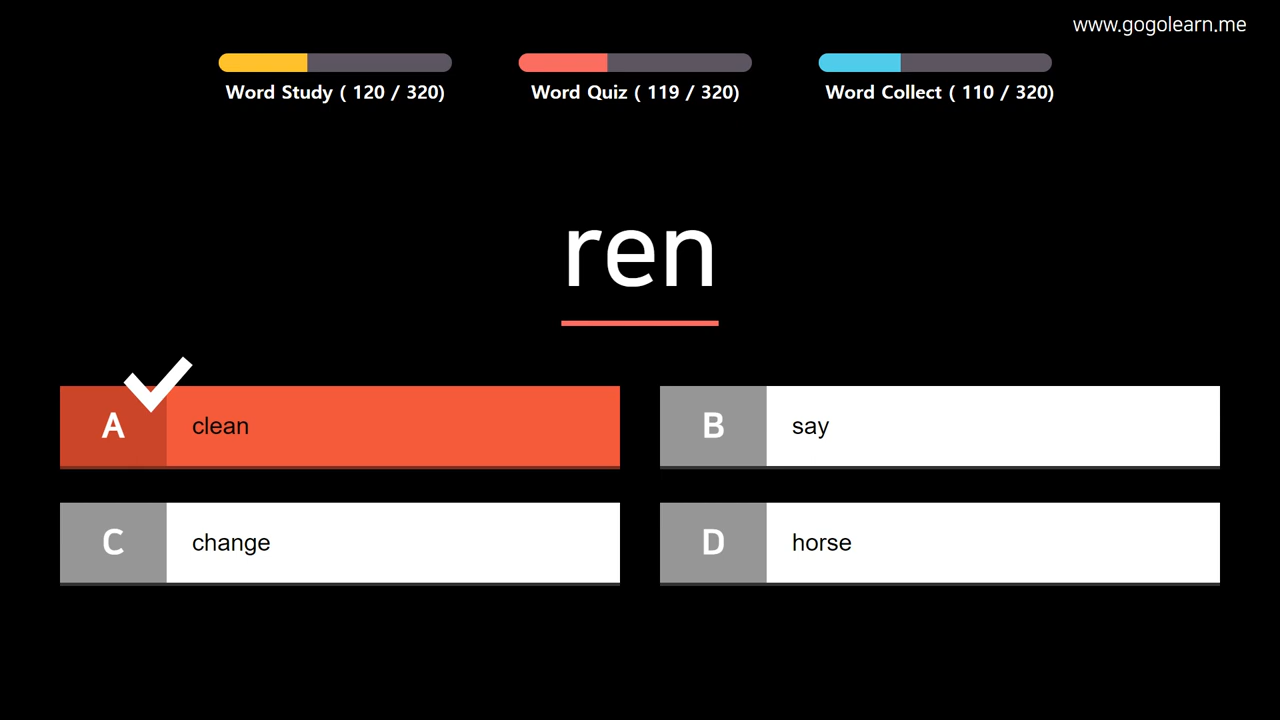 www.gogolearn.me
Word Study ( 120 / 320)
Word Quiz ( 119 / 320)
Word Collect ( 110 / 320)
ren
A clean
B say
C change
D horse